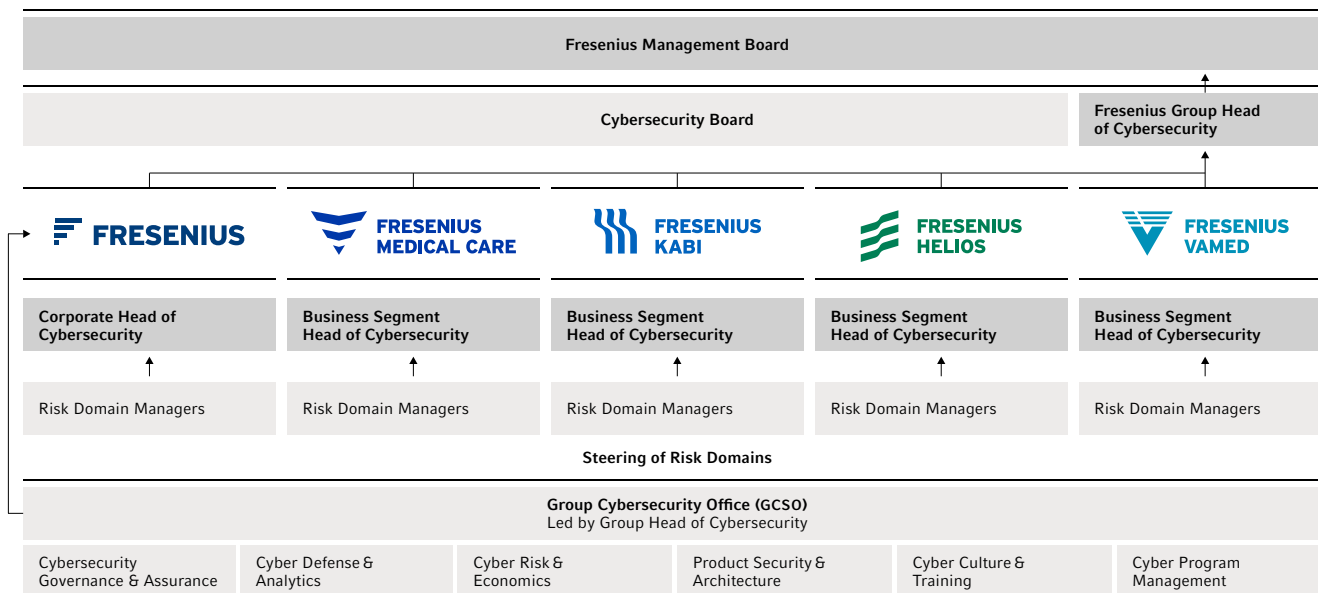 Fresenius Management Board
Cybersecurity Board
Fresenius Group Head
of Cybersecurity
FRESENIUS
FRESENIUS
MEDICAL CARE
FRESENIUS
KABI
FRESENIUS
HELIOS
FRESENIUS
VAMED
Corporate Head of
Cybersecurity
Business Segment
Head of Cybersecurity
Business Segment
Head of Cybersecurity
Business Segment
Head of Cybersecurity
Business Segment
Head of Cybersecurity
Risk Domain Managers
Risk Domain Managers
Risk Domain Managers
Risk Domain Managers
Risk Domain Managers
Steering of Risk Domains
Group Cybersecurity Office (GCSO)
Led by Group Head of Cybersecurity
Cybersecurity
Governance & Assurance
Cyber Defense &
Analytics
Cyber Risk &
Economics
Product Security &
Architecture
Cyber Culture &
Training
Cyber Program
Management